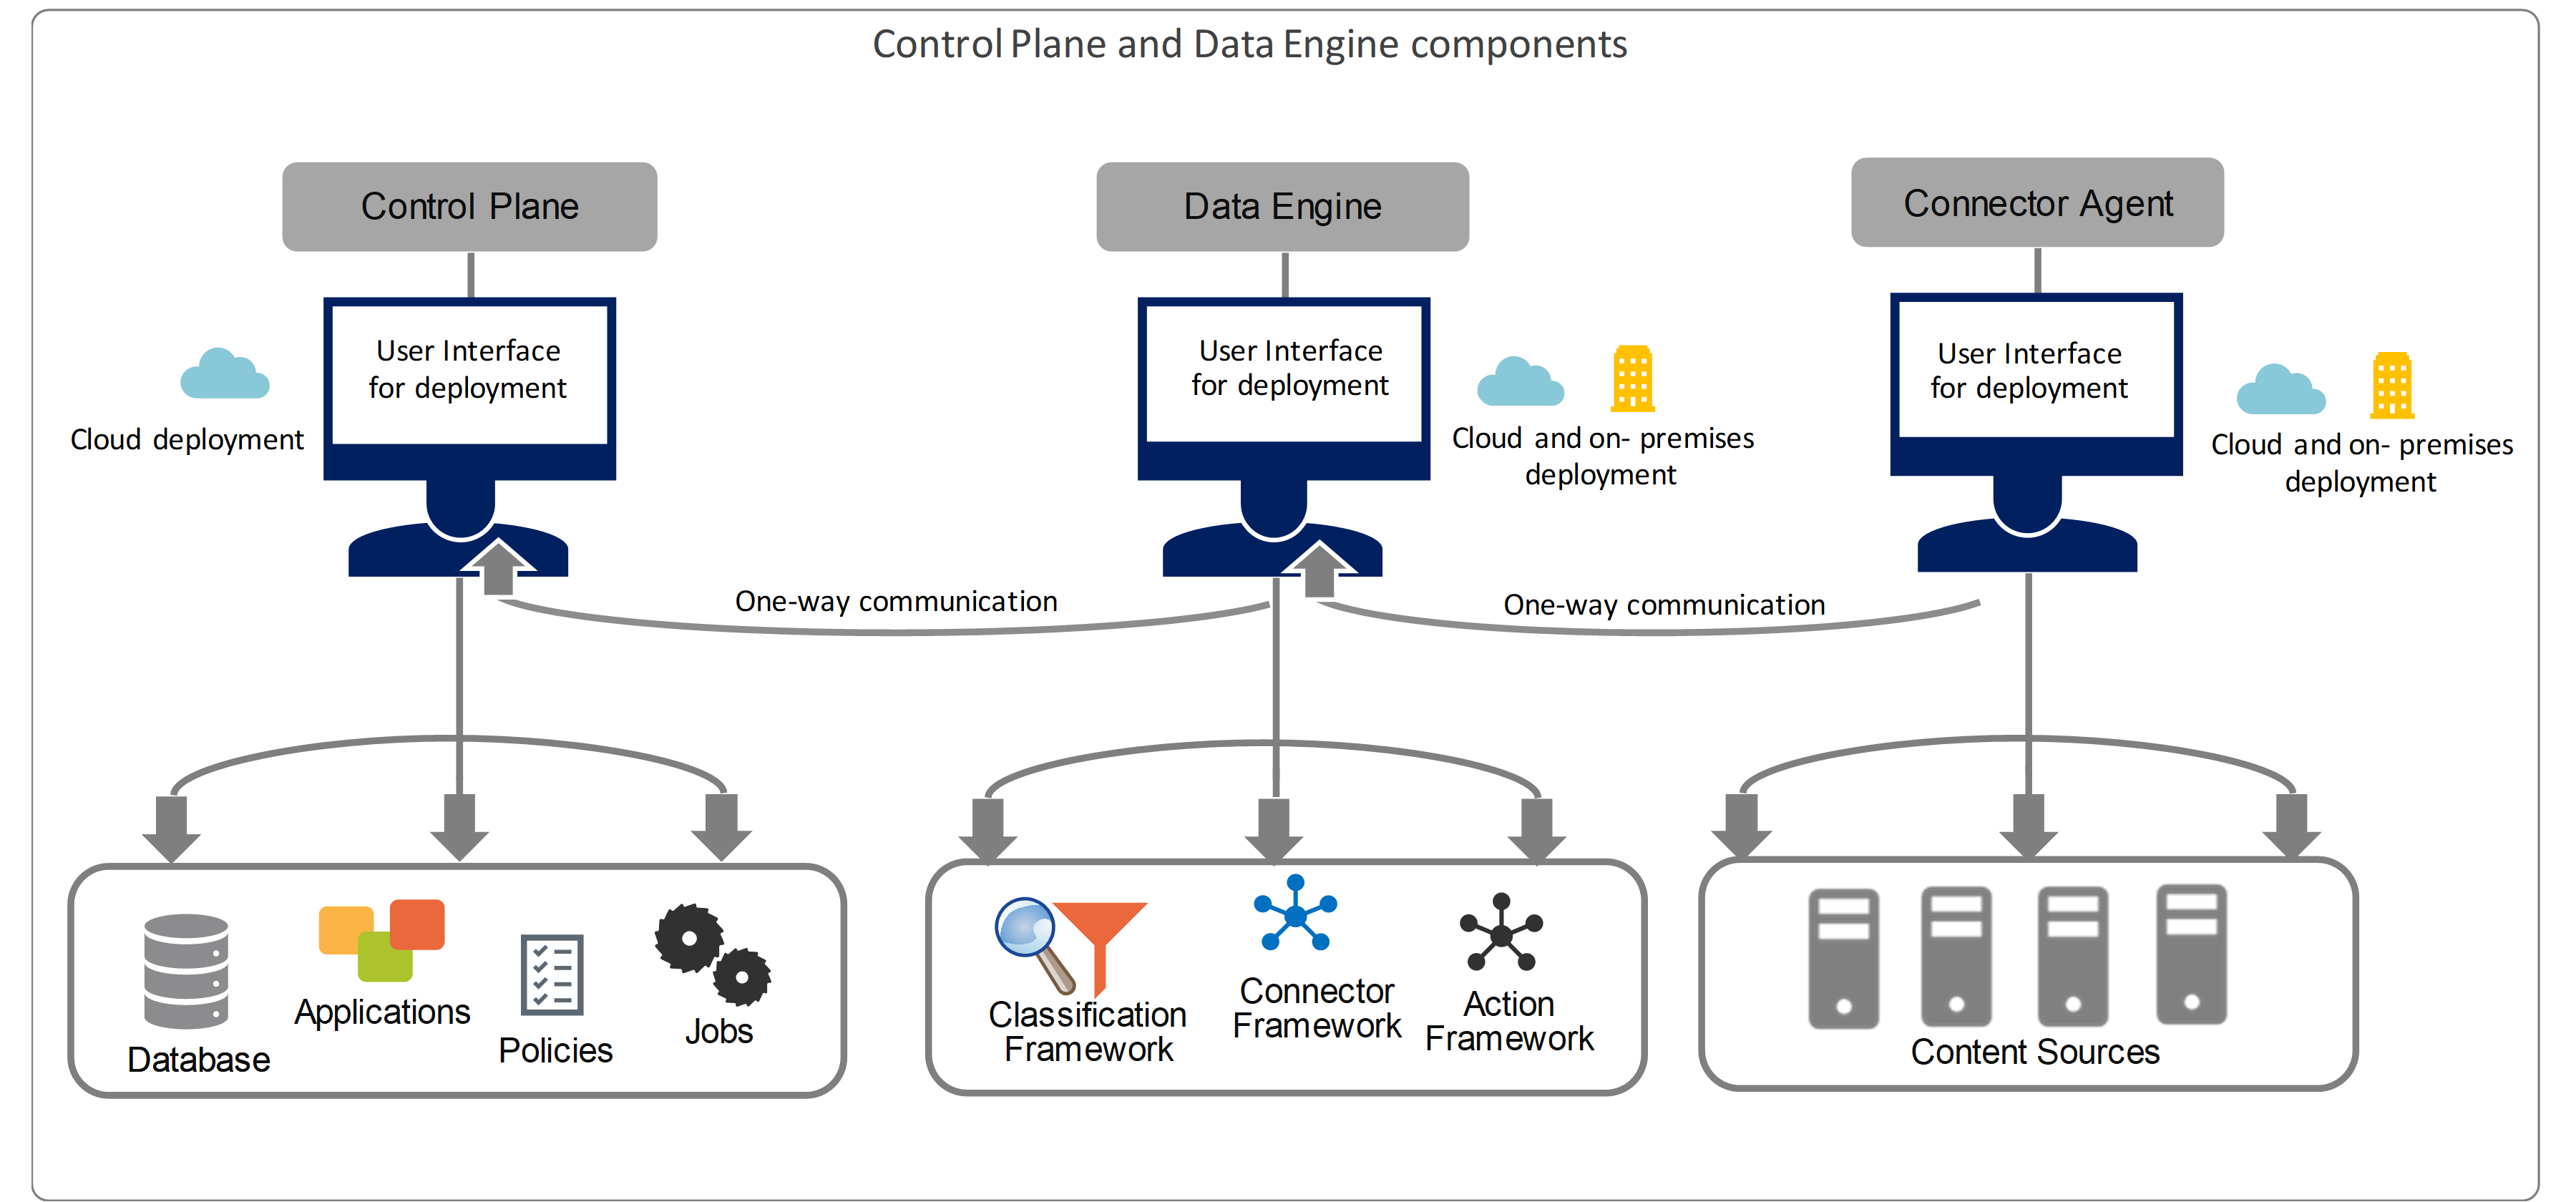 Control Plane and Data Engine components
Control Plane
Data Engine
Connector Agent
User Interface
for deployment
Cloud deployment
User Interface
for deployment
Cloud and on- premises
deployment
User Interface
for deployment
Cloud and on- premises
deployment
One-way communication
One-way communication
Database
Applications
Policies
Jobs
Classification
Framework
Connector
Framework
Action
Framework
Content Sources